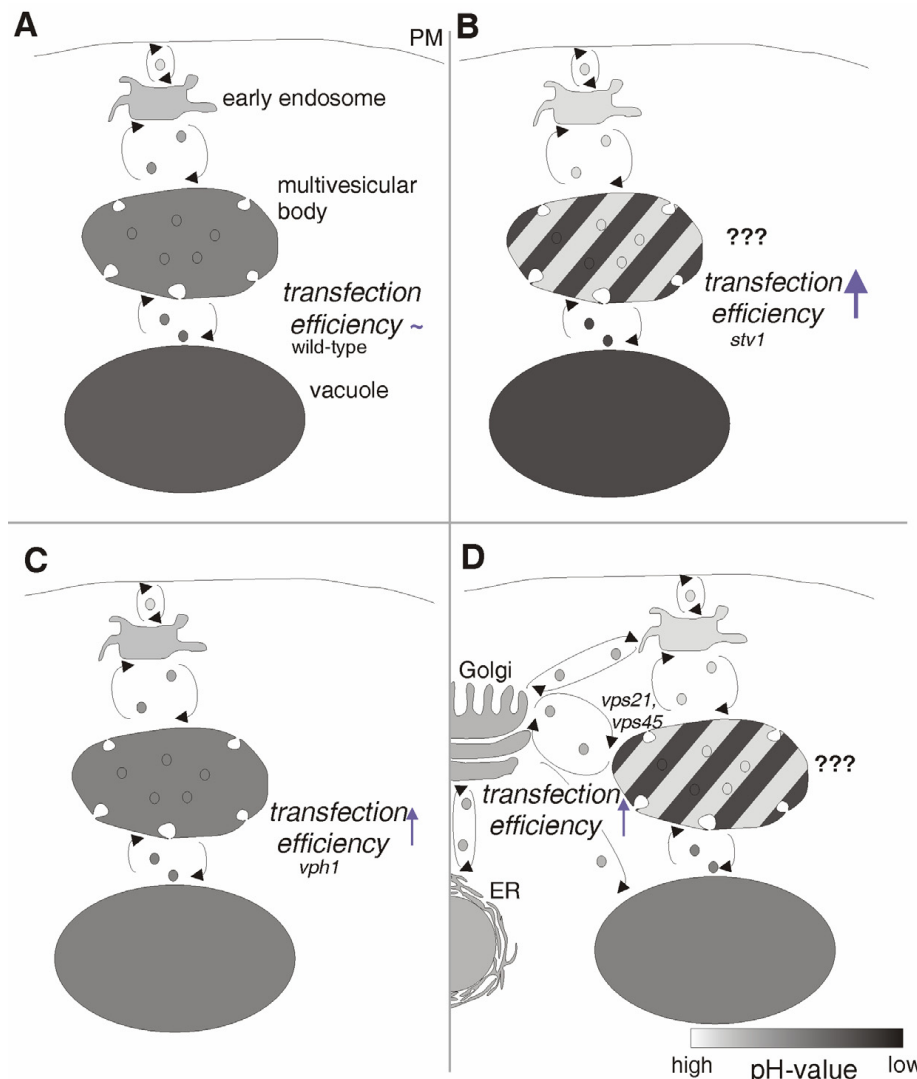 A
PM
early endosome
multivesicular
body
transfection
efficiency ~
wild-type
vacuole
B
???
transfection
efficiency
stv1
C
transfection
efficiency
vph1
D
Golgi
vps21,
vps45
???
transfection
efficiency
ER
high pH-value low